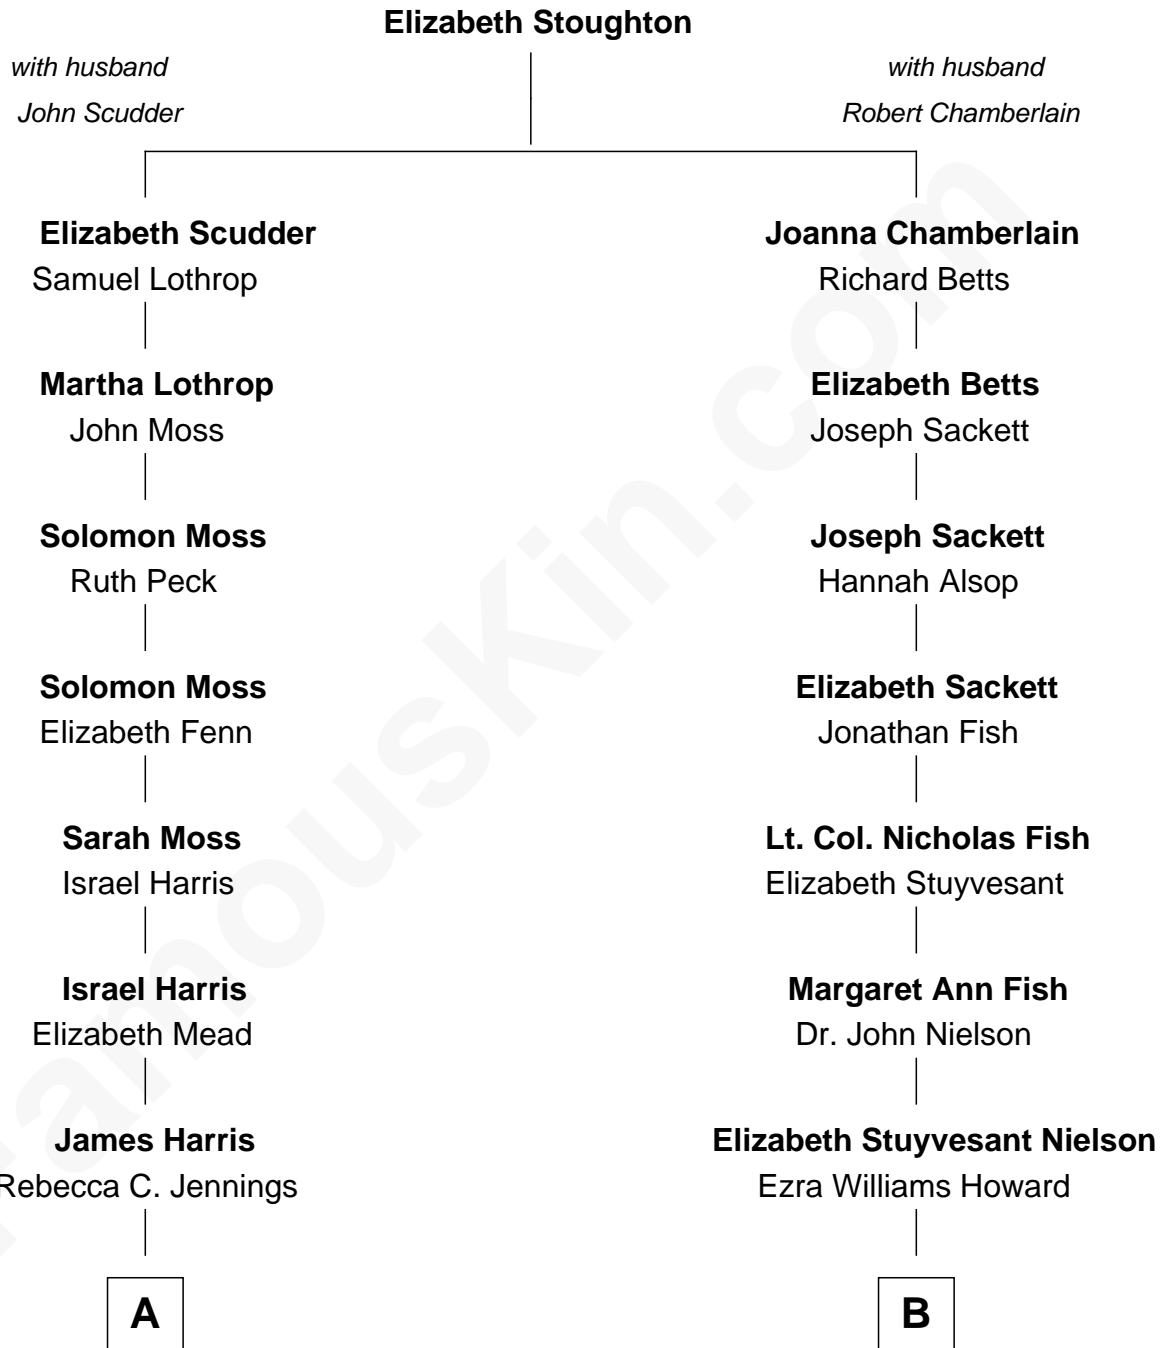 Elizabeth Stoughton
with husband
John Scudder
with husband
Robert Chamberlain
Elizabeth Scudder
Samuel Lothrop
Joanna Chamberlain
Richard Betts
Martha Lothrop
John Moss
Elizabeth Betts
Joseph Sackett
Solomon Moss
Ruth Peck
Joseph Sackett
Hannah Alsop
Solomon Moss
Elizabeth Fenn
Elizabeth Sackett
Jonathan Fish
Sarah Moss
Israel Harris
Lt. Col. Nicholas Fish
Elizabeth Stuyvesant
Israel Harris
Elizabeth Mead
Margaret Ann Fish
Dr. John Nielson
James Harris
Rebecca C. Jennings
Elizabeth Stuyvesant Nielson
Ezra Williams Howard
A
B
FamousKin.com